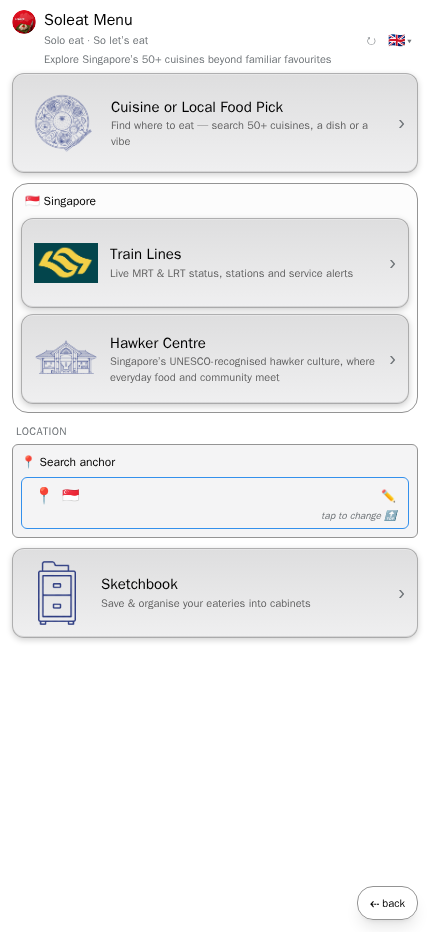 Soleat Menu
Solo eat · So let's eat
Explore Singapore's 50+ cuisines beyond familiar favourites
Cuisine or Local Food Pick
Find where to eat — search 50+ cuisines, a dish or a
vibe
Singapore
Train Lines
Live MRT & LRT status, stations and service alerts
Hawker Centre
Singapore's UNESCO-recognised hawker culture, where
everyday food and community meet
LOCATION
Search anchor
tap to change
Sketchbook
Save & organise your eateries into cabinets
← back